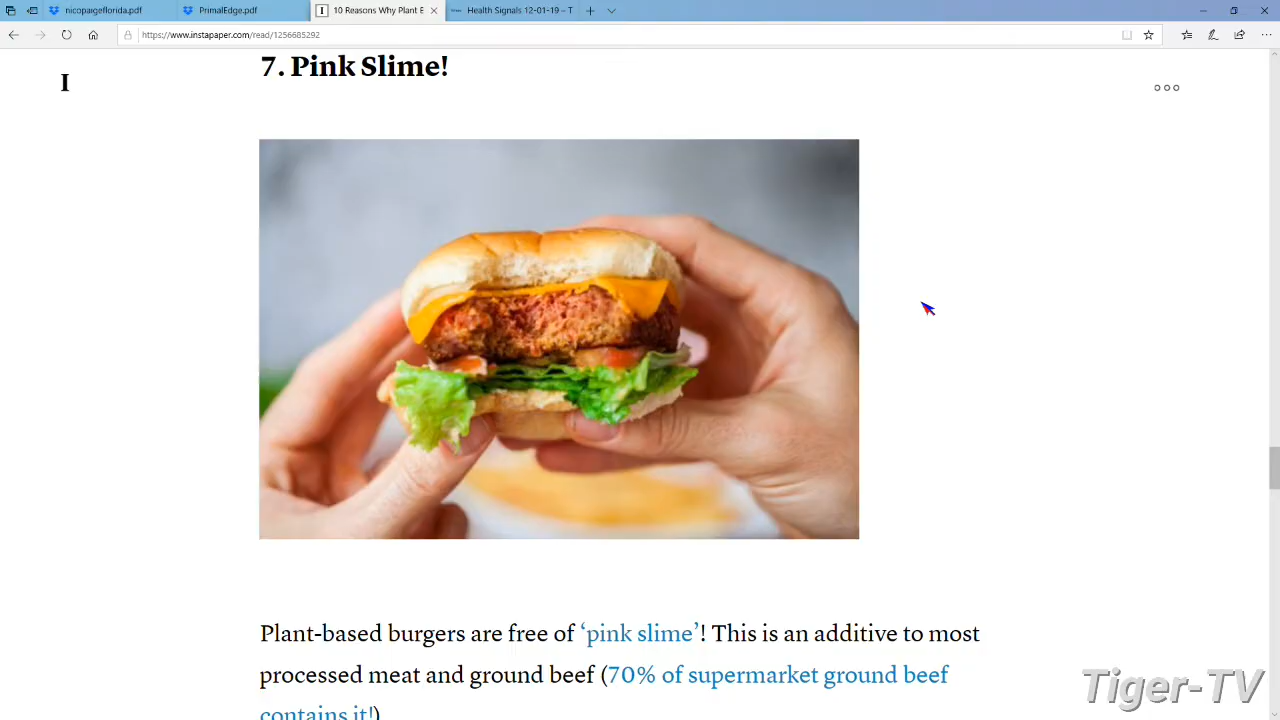 nicopaigeflorida.pdf
PrimalEdge.pdf
10 Reasons Why Plant B
Health Signals 12-01-19 – T
https://www.instapaper.com/read/1256685292
I
7. Pink Slime!
Plant-based burgers are free of ‘pink slime’! This is an additive to most
processed meat and ground beef (70% of supermarket ground beef
contains it!)
Tiger-TV